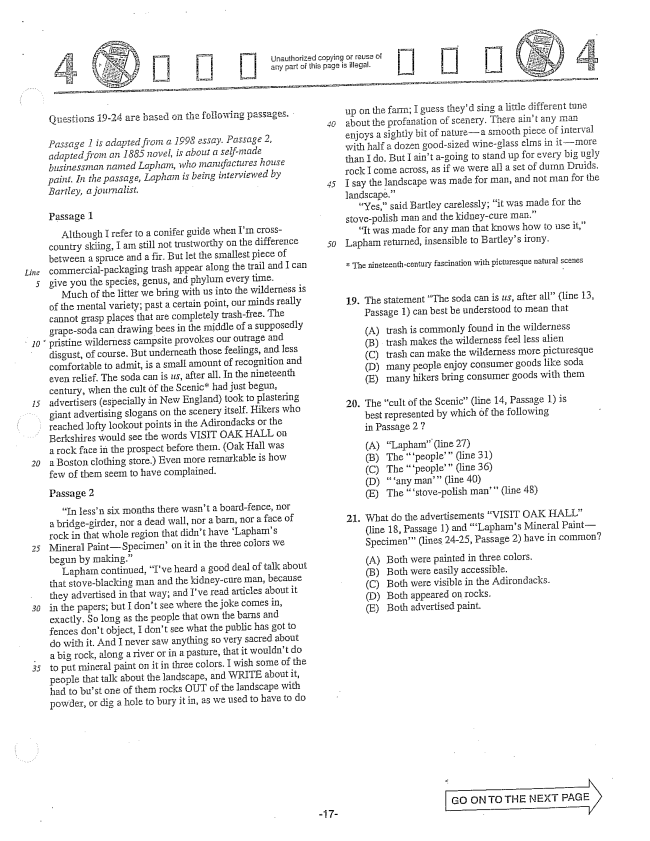 4
Unauthorized copying or reuse of
any part of this page is illegal.
4
Questions 19-24 are based on the following passages.
Passage 1 is adapted from a 1998 essay. Passage 2,
adapted from an 1885 novel, is about a self-made
businessman named Lapham, who manufactures house
paint. In the passage, Lapham is being interviewed by
Bartley, a journalist.
Passage 1
Although I refer to a conifer guide when I'm cross-
country skiing, I am still not trustworthy on the difference
between a spruce and a fir. But let the smallest piece of
Line commercial-packaging trash appear along the trail and I can
5 give you the species, genus, and phylum every time.
Much of the litter we bring with us into the wilderness is
of the mental variety; past a certain point, our minds really
cannot grasp places that are completely trash-free. The
grape-soda can drawing bees in the middle of a supposedly
10 pristine wilderness campsite provokes our outrage and
disgust, of course. But underneath those feelings, and less
comfortable to admit, is a small amount of recognition and
even relief. The soda can is us, after all. In the nineteenth
century, when the cult of the Scenic* had just begun,
15 advertisers (especially in New England) took to plastering
giant advertising slogans on the scenery itself. Hikers who
reached lofty lookout points in the Adirondacks or the
Berkshires would see the words VISIT OAK HALL on
a rock face in the prospect before them. (Oak Hall was
20 a Boston clothing store.) Even more remarkable is how
few of them seem to have complained.
Passage 2
"In less'n six months there wasn't a board-fence, nor
a bridge-girder, nor a dead wall, nor a barn, nor a face of
rock in that whole region that didn't have 'Lapham's
25 Mineral Paint—Specimen' on it in the three colors we
begun by making."
Lapham continued, "I've heard a good deal of talk about
that stove-blacking man and the kidney-cure man, because
they advertised in that way; and I've read articles about it
30 in the papers; but I don't see where the joke comes in,
exactly. So long as the people that own the barns and
fences don't object, I don't see what the public has got to
do with it. And I never saw anything so very sacred about
a big rock, along a river or in a pasture, that it wouldn't do
35 to put mineral paint on it in three colors. I wish some of the
people that talk about the landscape, and WRITE about it,
had to bu'st one of them rocks OUT of the landscape with
powder, or dig a hole to bury it in, as we used to have to do
up on the farm; I guess they'd sing a little different tune
40 about the profanation of scenery. There ain't any man
enjoys a sightly bit of nature—a smooth piece of interval
with half a dozen good-sized wine-glass elms in it—more
than I do. But I ain't a-going to stand up for every big ugly
rock I come across, as if we were all a set of dumn Druids.
45 I say the landscape was made for man, and not man for the
landscape."
"Yes," said Bartley carelessly; "it was made for the
stove-polish man and the kidney-cure man."
"It was made for any man that knows how to use it,"
50 Lapham returned, insensible to Bartley's irony.
* The nineteenth-century fascination with picturesque natural scenes
19. The statement "The soda can is us, after all" (line 13,
Passage 1) can best be understood to mean that
(A) trash is commonly found in the wilderness
(B) trash makes the wilderness feel less alien
(C) trash can make the wilderness more picturesque
(D) many people enjoy consumer goods like soda
(E) many hikers bring consumer goods with them
20. The "cult of the Scenic" (line 14, Passage 1) is
best represented by which of the following
in Passage 2 ?
(A) "Lapham" (line 27)
(B) The "'people'" (line 31)
(C) The "'people'" (line 36)
(D) "'any man'" (line 40)
(E) The "'stove-polish man'" (line 48)
21. What do the advertisements "VISIT OAK HALL"
(line 18, Passage 1) and "'Lapham's Mineral Paint—
Specimen'" (lines 24-25, Passage 2) have in common?
(A) Both were painted in three colors.
(B) Both were easily accessible.
(C) Both were visible in the Adirondacks.
(D) Both appeared on rocks.
(E) Both advertised paint.
GO ON TO THE NEXT PAGE
-17-